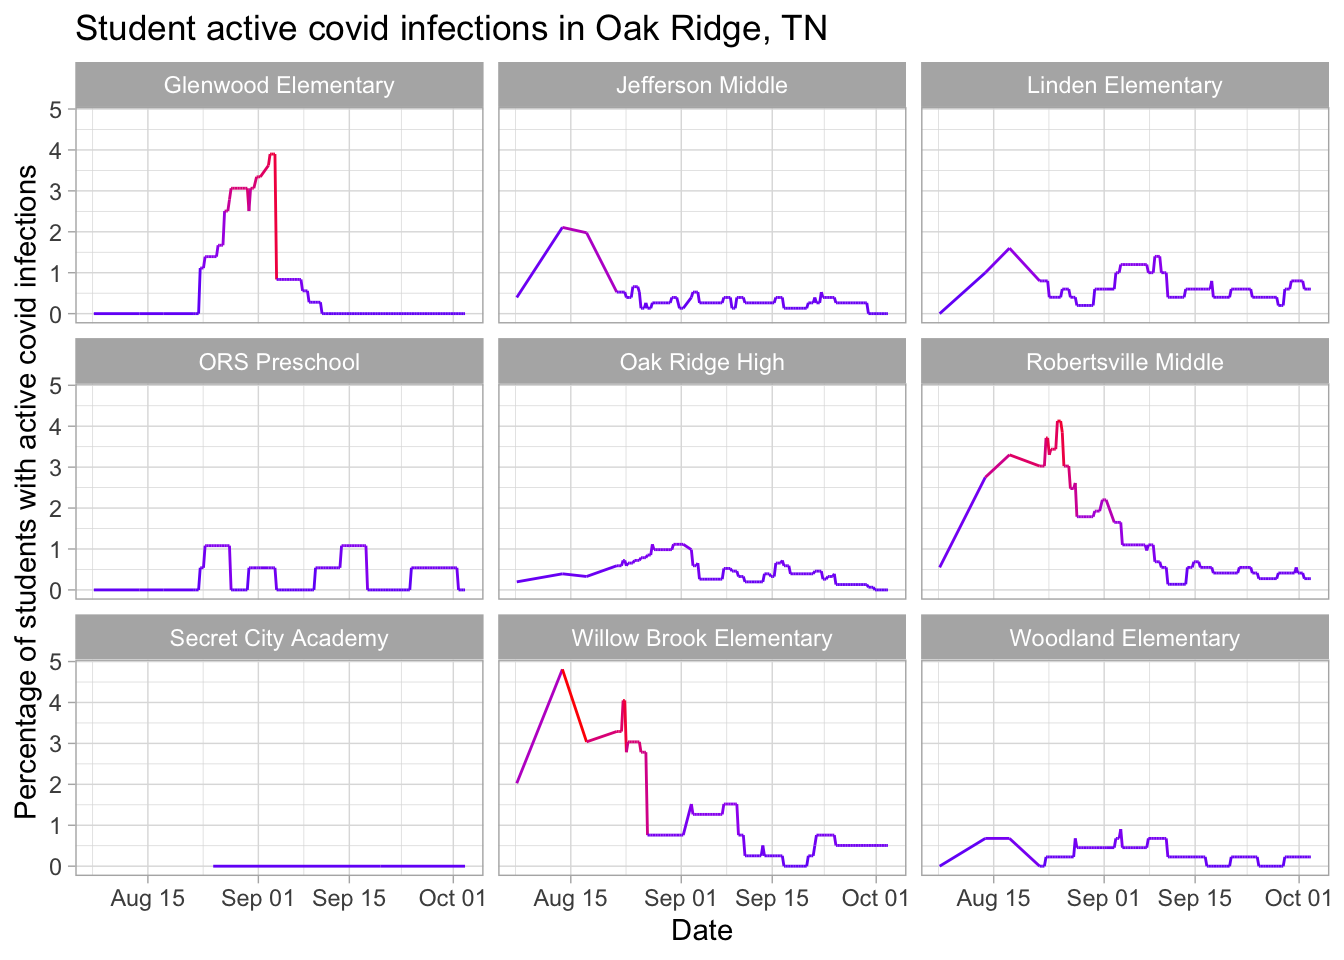 Student active covid infections in Oak Ridge, TN
Glenwood Elementary
Jefferson Middle
Linden Elementary
5
4
3
2
1
0
ORS Preschool
Oak Ridge High
Robertsville Middle
5
4
3
2
1
0
Secret City Academy
Willow Brook Elementary
Woodland Elementary
5
4
3
2
1
0
Percentage of students with active covid infections
Aug 15 Sep 01 Sep 15 Oct 01
Aug 15 Sep 01 Sep 15 Oct 01
Aug 15 Sep 01 Sep 15 Oct 01
Date